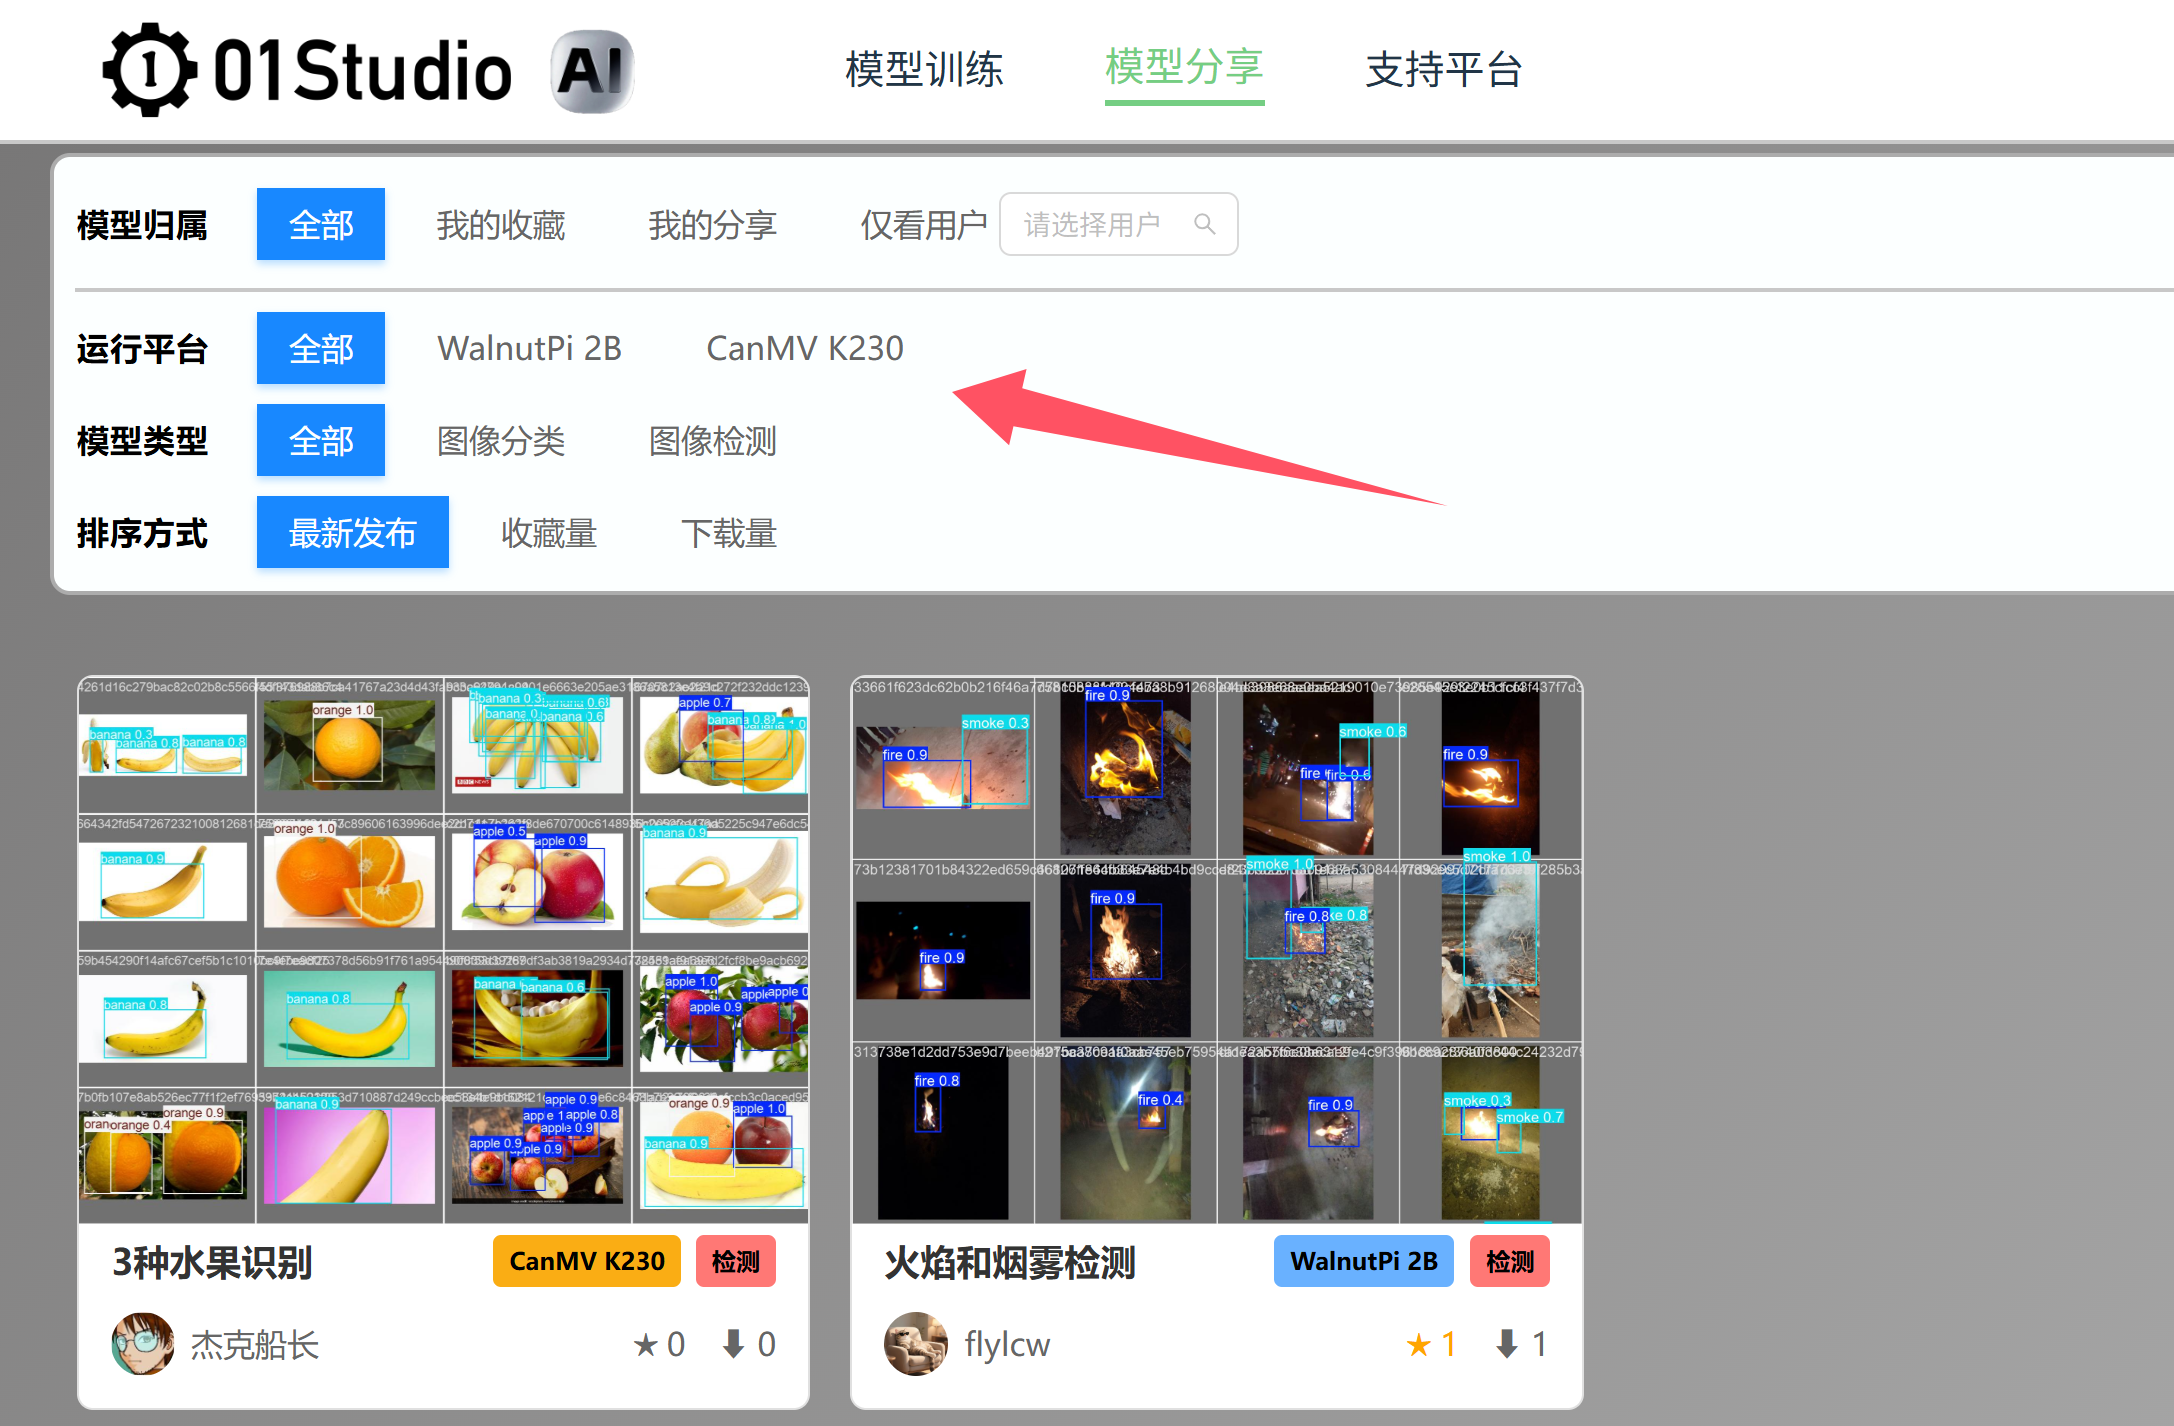 01Studio AI
模型训练 模型分享 支持平台
模型归属 全部 我的收藏 我的分享 仅看用户 请选择用户
运行平台 全部 WalnutPi 2B CanMV K230
模型类型 全部 图像分类 图像检测
排序方式 最新发布 收藏量 下载量
banana 0.3 banana 0.8 banana 0.8 orange 1.0 banana 0.3 banana 0.6 apple 0.7
banana 0.9 orange 1.0 apple 0.5 apple 0.9 banana 0.9
banana 0.8 banana 0.8 banana 0.6 apple 1.0 apple 0.9
orange 0.4 orange 0.9 banana 0.9 apple 0.9 apple 0.8 apple 0.9 apple 0.9 apple 0.9 orange 0.9 apple 1.0 banana 0.9
3种水果识别 CanMV K230 检测
杰克船长 0 0
fire 0.9 smoke 0.3 fire 0.9 smoke 0.6 fire 0.6 fire 0.9
fire 0.9 fire 0.9 smoke 1.0 fire 0.8 smoke 1.0
fire 0.8 fire 0.4 fire 0.9 smoke 0.3 smoke 0.7
火焰和烟雾检测 WalnutPi 2B 检测
flylcw 1 1